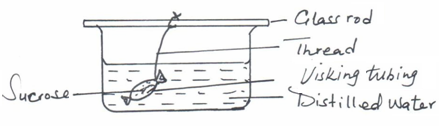 Glass rod
Thread
Visking tubing
Sucrose
Distilled water